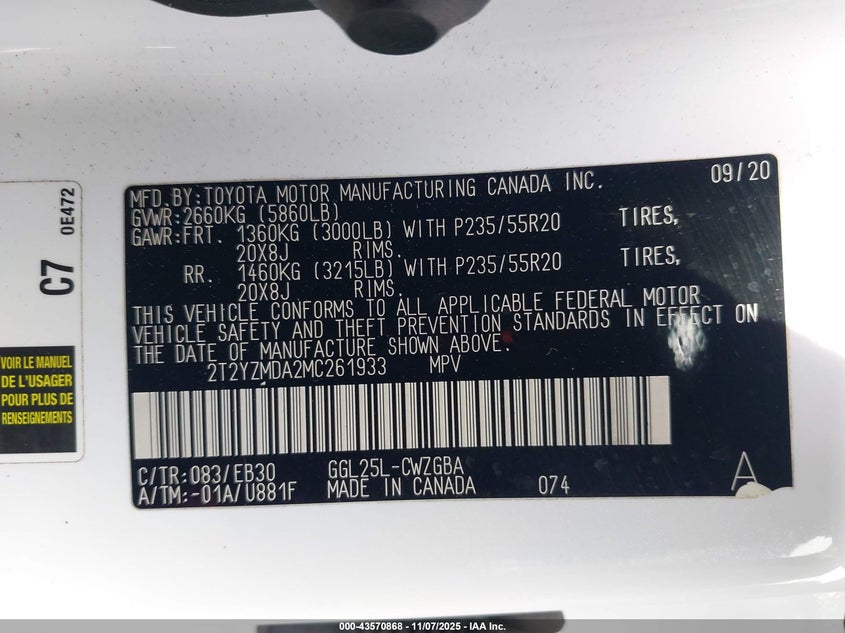 C7
0E472
VOIR LE MANUEL
DE L'USAGER
POUR PLUS DE
RENSEIGNEMENTS
MFD. BY: TOYOTA MOTOR MANUFACTURING CANADA INC. 09/20
GVWR: 2660KG (5860LB)
GAWR: FRT. 1360KG (3000LB) WITH P235/55R20 TIRES,
20X8J RIMS.
RR. 1460KG (3215LB) WITH P235/55R20 TIRES,
20X8J RIMS.
THIS VEHICLE CONFORMS TO ALL APPLICABLE FEDERAL MOTOR
VEHICLE SAFETY AND THEFT PREVENTION STANDARDS IN EFFECT ON
THE DATE OF MANUFACTURE SHOWN ABOVE.
2T2YZMDA2MC261933 MPV
C/TR: 083/EB30 GGL25L-CWZGBA A
A/TM:-01A/U881F MADE IN CANADA 074
000-43570868 | 11/07/2025 - IAA Inc. | Owner